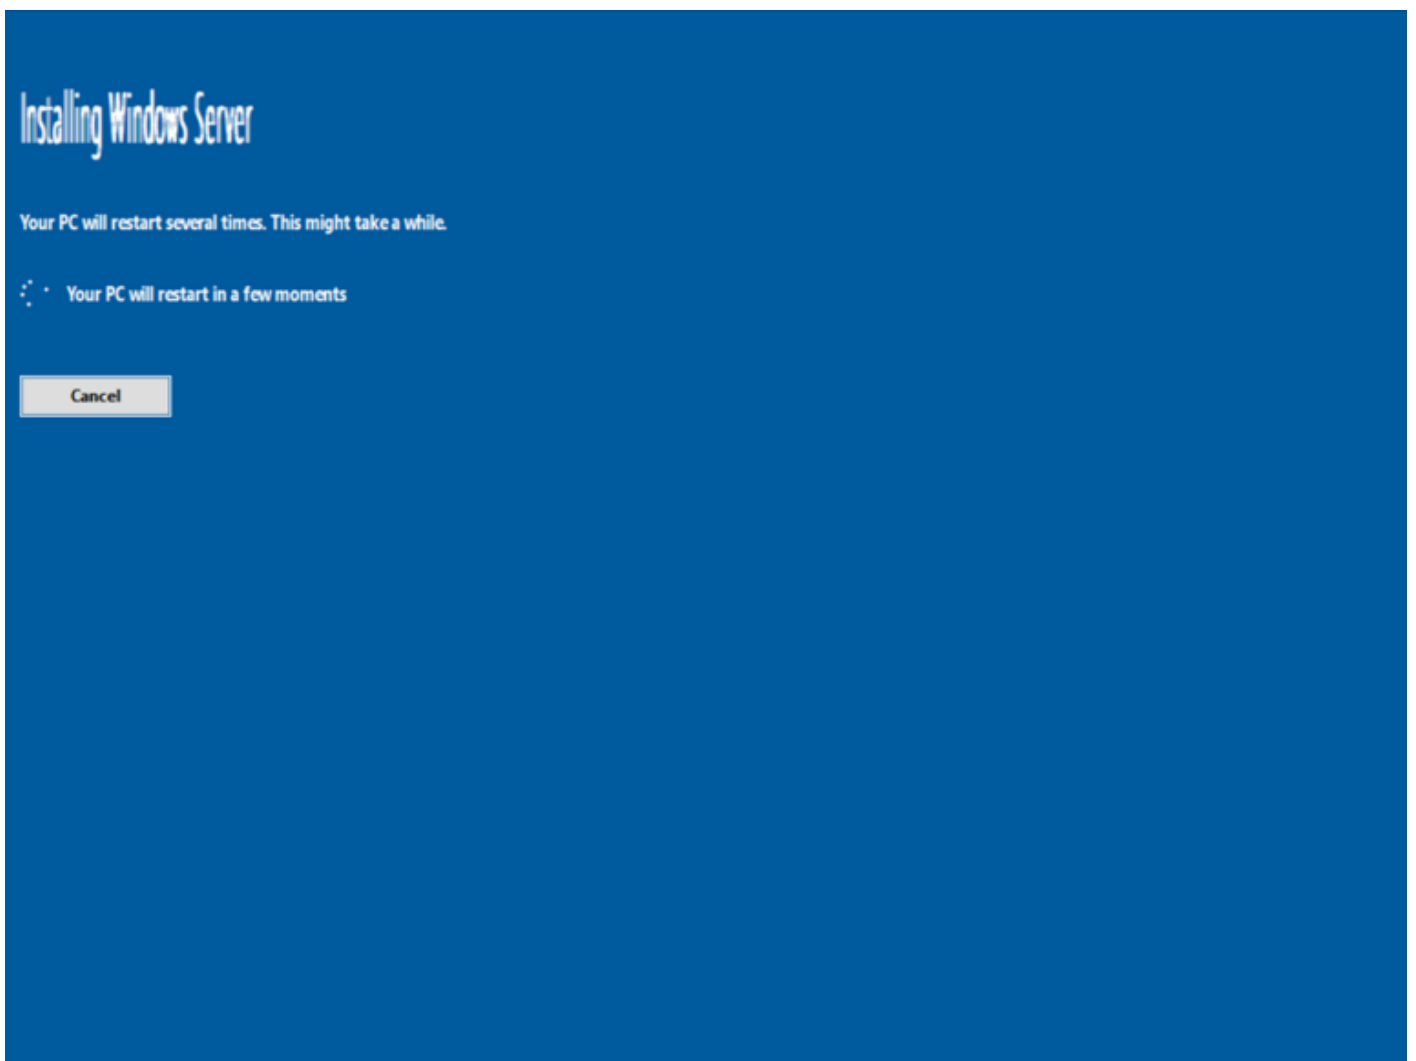 Installing Windows Server
Your PC will restart several times. This might take a while.
Your PC will restart in a few moments
Cancel